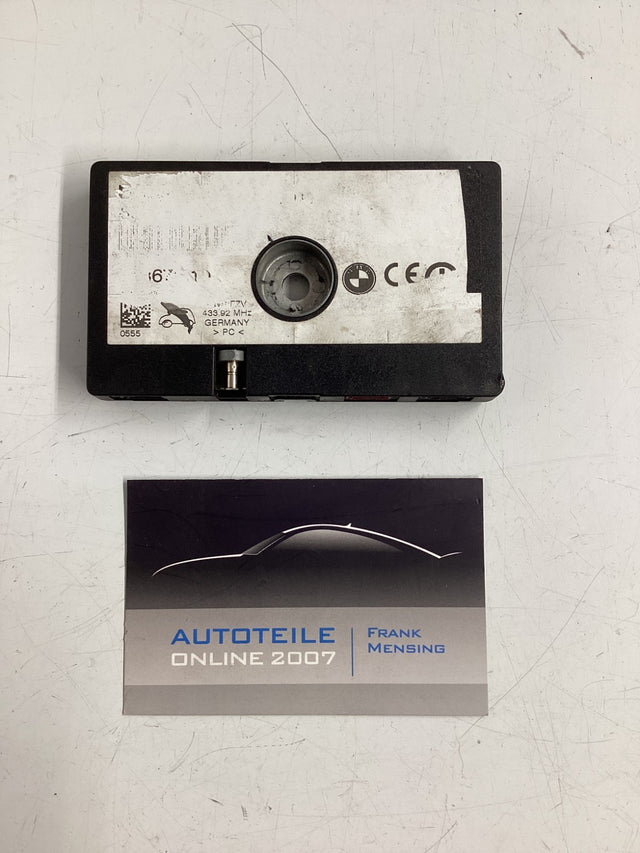 CE
433.92 MHz
GERMANY
> PC <
0555
AUTOTEILE
ONLINE 2007
FRANK
MENSING